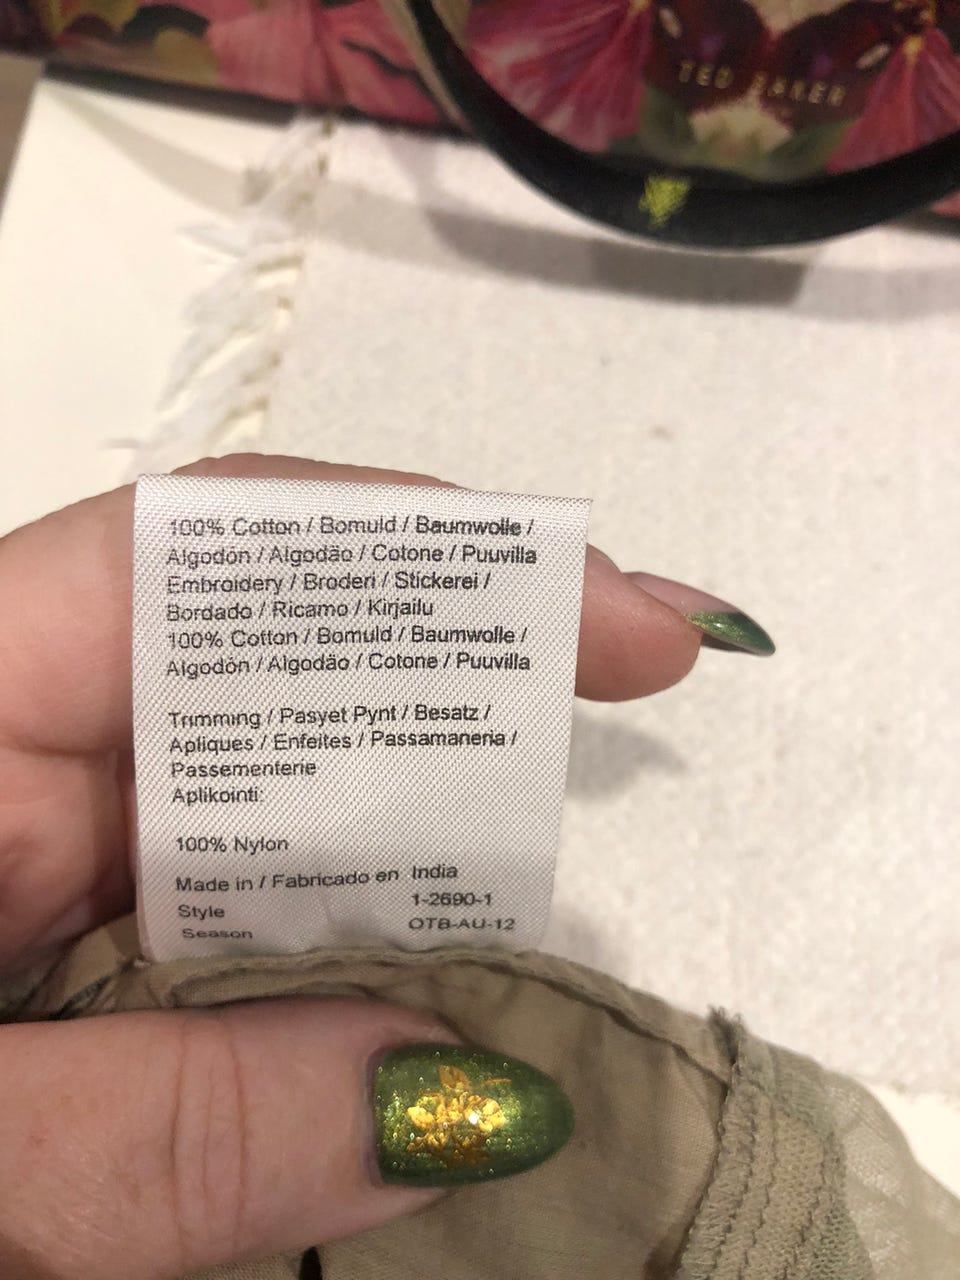 TED BAKER
100% Cotton / Bomuld / Baumwolle /
Algodón / Algodão / Cotone / Puuvilla
Embroidery / Broderi / Stickerei /
Bordado / Ricamo / Kirjailu
100% Cotton / Bomuld / Baumwolle /
Algodón / Algodão / Cotone / Puuvilla
Trimming / Pasyet Pynt / Besatz /
Apliques / Enfeites / Passamaneria /
Passementerie
Aplikointi:
100% Nylon
Made in / Fabricado en India
Style 1-2690-1
Season OTB-AU-12